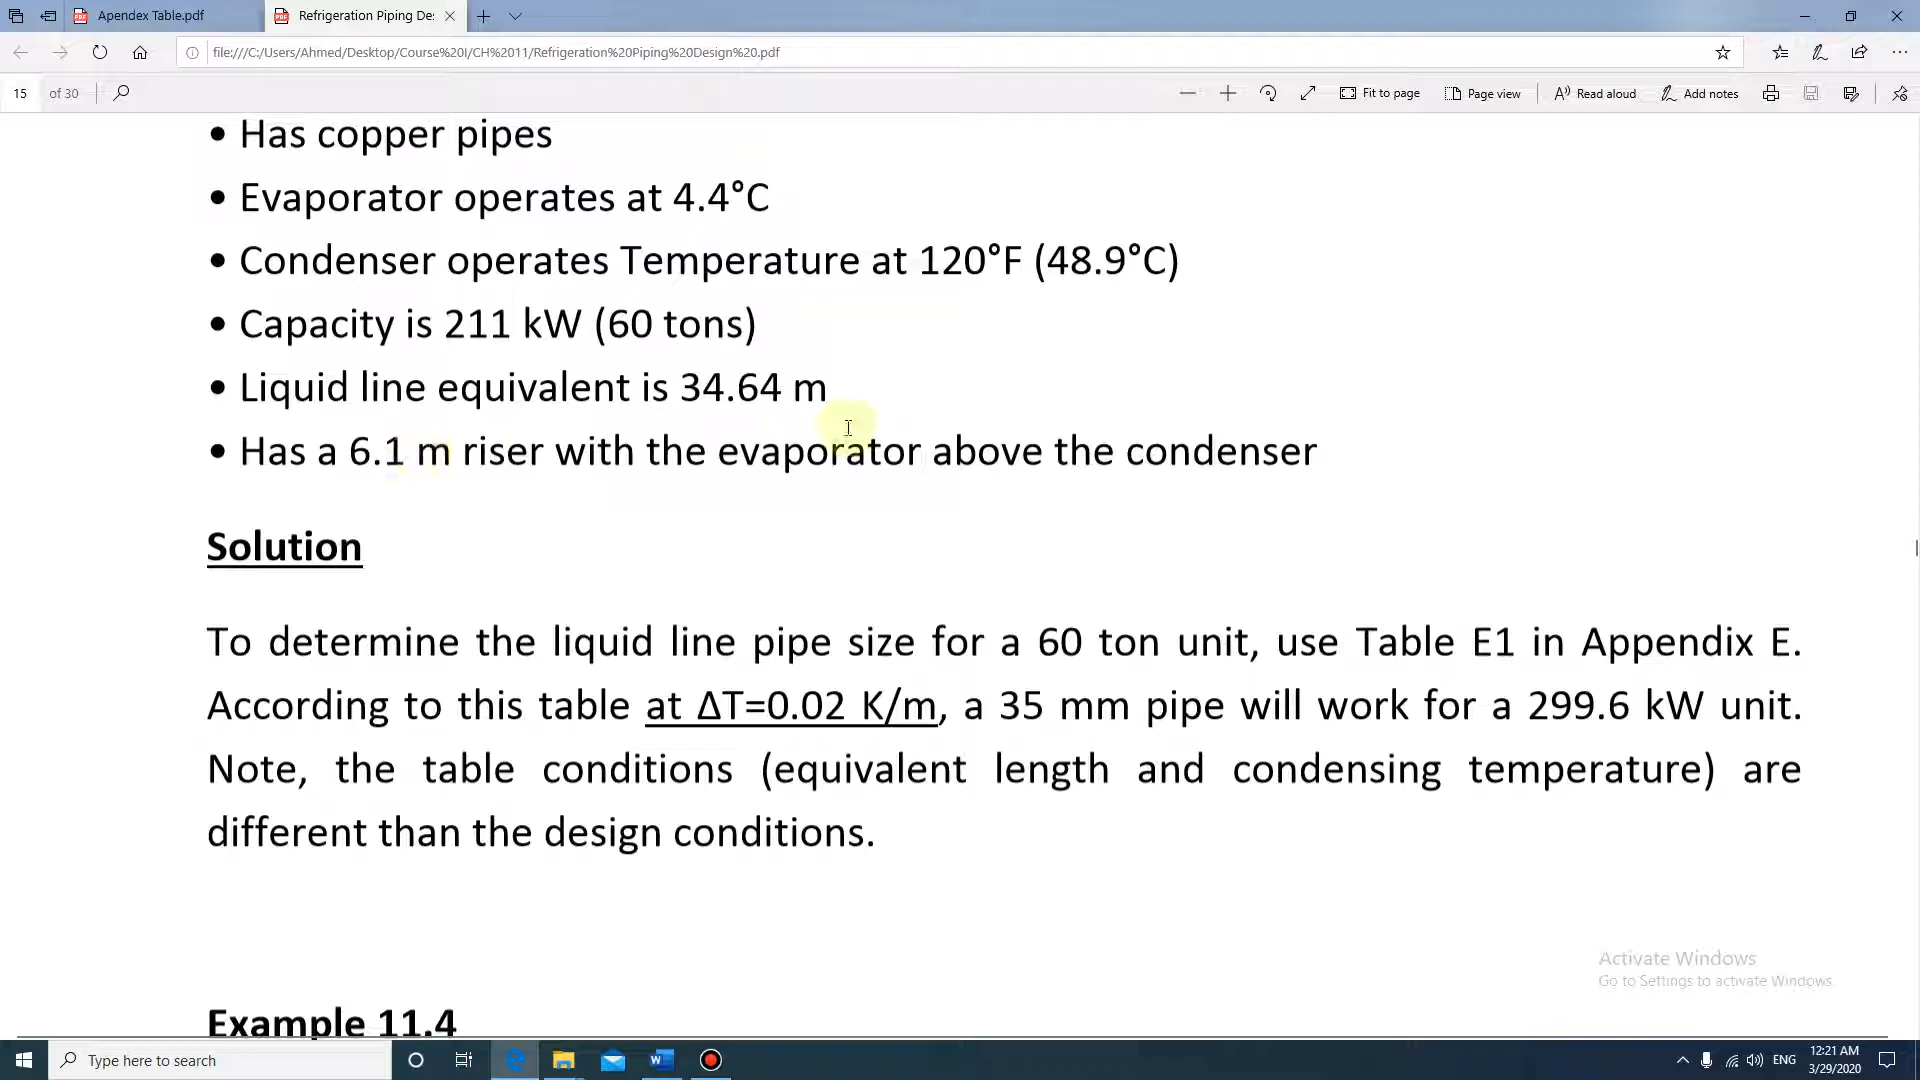 Apendex Table.pdf
Refrigeration Piping De:
file:///C:/Users/Ahmed/Desktop/Course%20I/CH%2011/Refrigeration%20Piping%20Design%20.pdf
15 of 30
Fit to page
Page view
Read aloud
Add notes
• Has copper pipes
• Evaporator operates at 4.4°C
• Condenser operates Temperature at 120°F (48.9°C)
• Capacity is 211 kW (60 tons)
• Liquid line equivalent is 34.64 m
• Has a 6.1 m riser with the evaporator above the condenser
Solution
To determine the liquid line pipe size for a 60 ton unit, use Table E1 in Appendix E.
According to this table at ΔT=0.02 K/m, a 35 mm pipe will work for a 299.6 kW unit.
Note, the table conditions (equivalent length and condensing temperature) are
different than the design conditions.
Activate Windows
Go to Settings to activate Windows.
Example 11.4
Type here to search
ENG
12:21 AM
3/29/2020